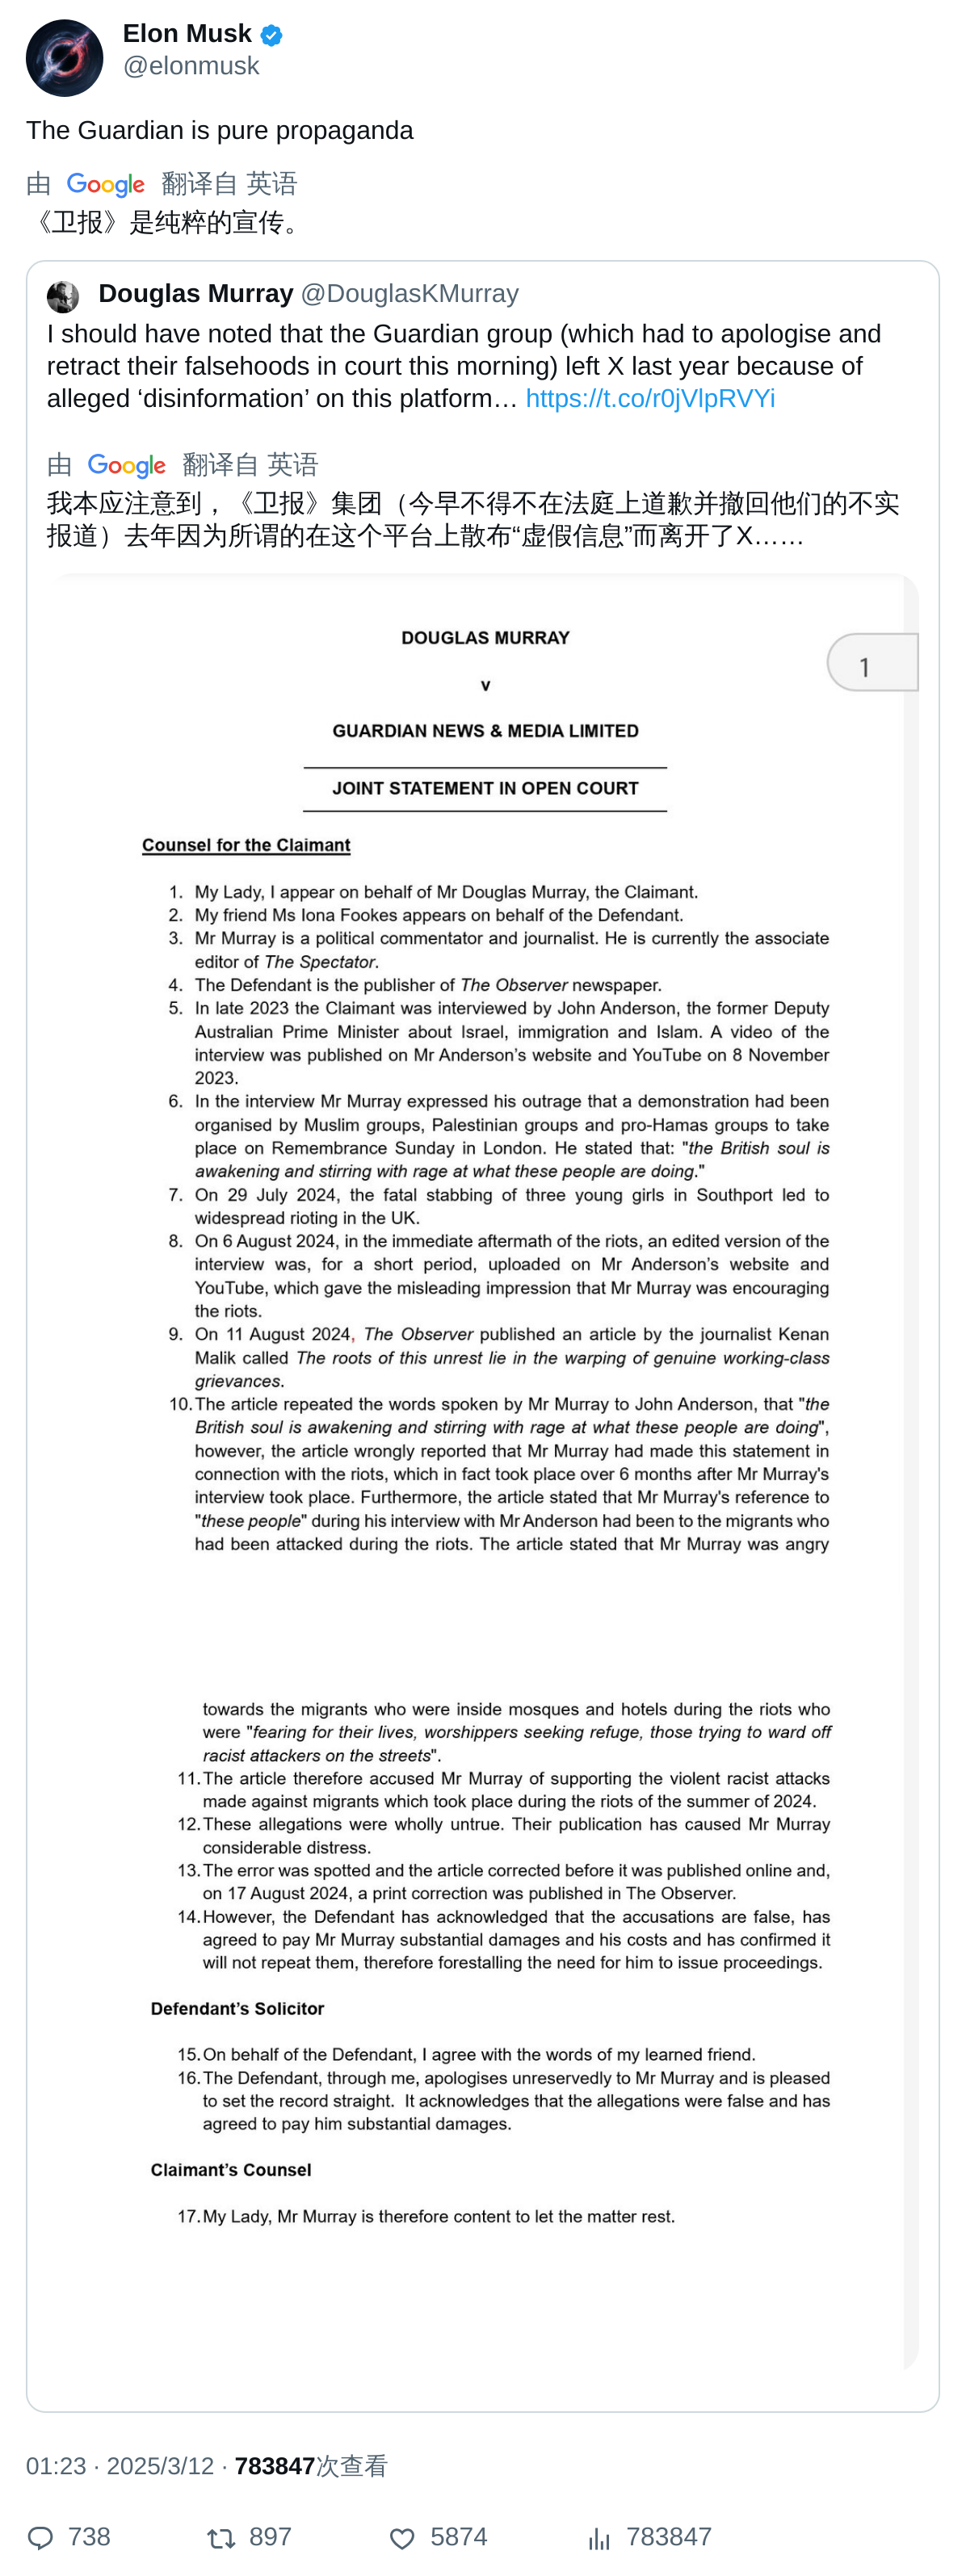 Elon Musk
@elonmusk
The Guardian is pure propaganda
由 Google 翻译自 英语
《卫报》是纯粹的宣传。
Douglas Murray @DouglasKMurray
I should have noted that the Guardian group (which had to apologise and
retract their falsehoods in court this morning) left X last year because of
alleged ‘disinformation’ on this platform… https://t.co/r0jVlpRVYi
由 Google 翻译自 英语
我本应注意到，《卫报》集团（今早不得不在法庭上道歉并撤回他们的不实
报道）去年因为所谓的在这个平台上散布“虚假信息”而离开了X……
DOUGLAS MURRAY
1
v
GUARDIAN NEWS & MEDIA LIMITED
JOINT STATEMENT IN OPEN COURT
Counsel for the Claimant
1. My Lady, I appear on behalf of Mr Douglas Murray, the Claimant.
2. My friend Ms Iona Fookes appears on behalf of the Defendant.
3. Mr Murray is a political commentator and journalist. He is currently the associate
editor of The Spectator.
4. The Defendant is the publisher of The Observer newspaper.
5. In late 2023 the Claimant was interviewed by John Anderson, the former Deputy
Australian Prime Minister about Israel, immigration and Islam. A video of the
interview was published on Mr Anderson’s website and YouTube on 8 November
2023.
6. In the interview Mr Murray expressed his outrage that a demonstration had been
organised by Muslim groups, Palestinian groups and pro-Hamas groups to take
place on Remembrance Sunday in London. He stated that: "the British soul is
awakening and stirring with rage at what these people are doing."
7. On 29 July 2024, the fatal stabbing of three young girls in Southport led to
widespread rioting in the UK.
8. On 6 August 2024, in the immediate aftermath of the riots, an edited version of the
interview was, for a short period, uploaded on Mr Anderson’s website and
YouTube, which gave the misleading impression that Mr Murray was encouraging
the riots.
9. On 11 August 2024, The Observer published an article by the journalist Kenan
Malik called The roots of this unrest lie in the warping of genuine working-class
grievances.
10. The article repeated the words spoken by Mr Murray to John Anderson, that "the
British soul is awakening and stirring with rage at what these people are doing",
however, the article wrongly reported that Mr Murray had made this statement in
connection with the riots, which in fact took place over 6 months after Mr Murray's
interview took place. Furthermore, the article stated that Mr Murray's reference to
"these people" during his interview with Mr Anderson had been to the migrants who
had been attacked during the riots. The article stated that Mr Murray was angry
towards the migrants who were inside mosques and hotels during the riots who
were "fearing for their lives, worshippers seeking refuge, those trying to ward off
racist attackers on the streets".
11. The article therefore accused Mr Murray of supporting the violent racist attacks
made against migrants which took place during the riots of the summer of 2024.
12. These allegations were wholly untrue. Their publication has caused Mr Murray
considerable distress.
13. The error was spotted and the article corrected before it was published online and,
on 17 August 2024, a print correction was published in The Observer.
14. However, the Defendant has acknowledged that the accusations are false, has
agreed to pay Mr Murray substantial damages and his costs and has confirmed it
will not repeat them, therefore forestalling the need for him to issue proceedings.
Defendant’s Solicitor
15. On behalf of the Defendant, I agree with the words of my learned friend.
16. The Defendant, through me, apologises unreservedly to Mr Murray and is pleased
to set the record straight. It acknowledges that the allegations were false and has
agreed to pay him substantial damages.
Claimant’s Counsel
17. My Lady, Mr Murray is therefore content to let the matter rest.
01:23 · 2025/3/12 · 783847次查看
738 897 5874 783847